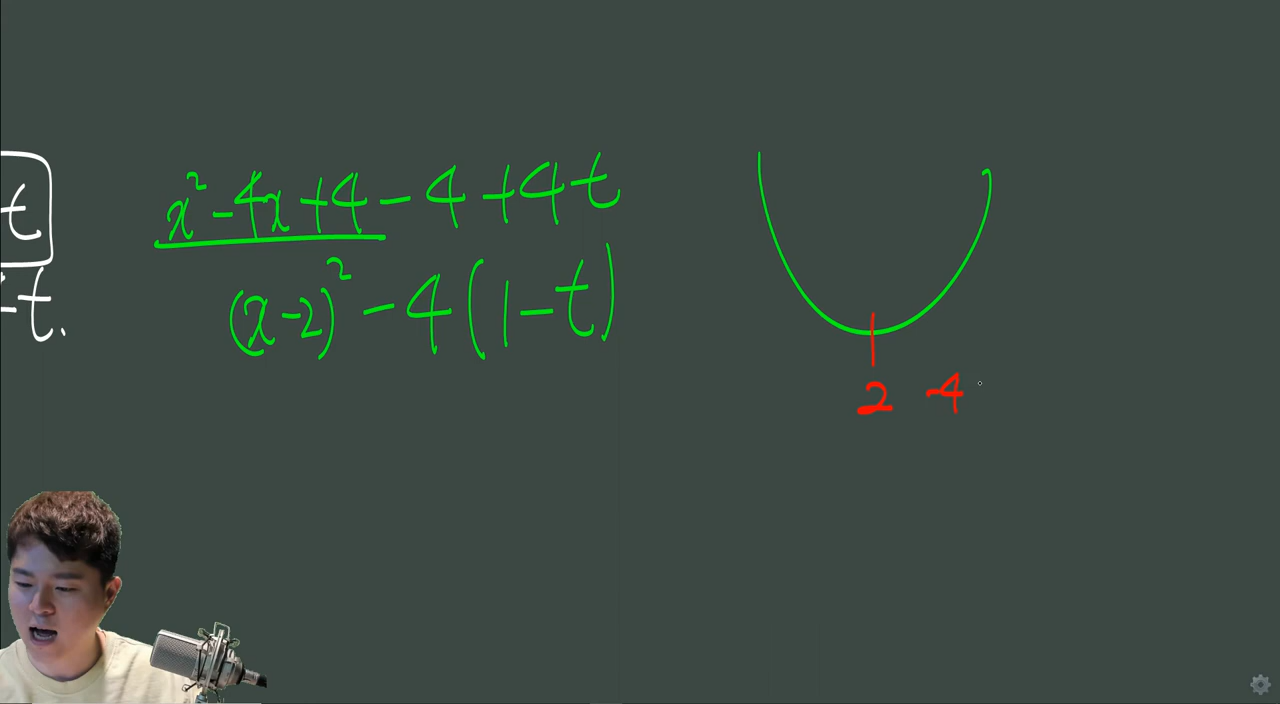 t
-t.
x² -4x +4 -4 +4t
(x-2)² -4(1-t)
2 -4